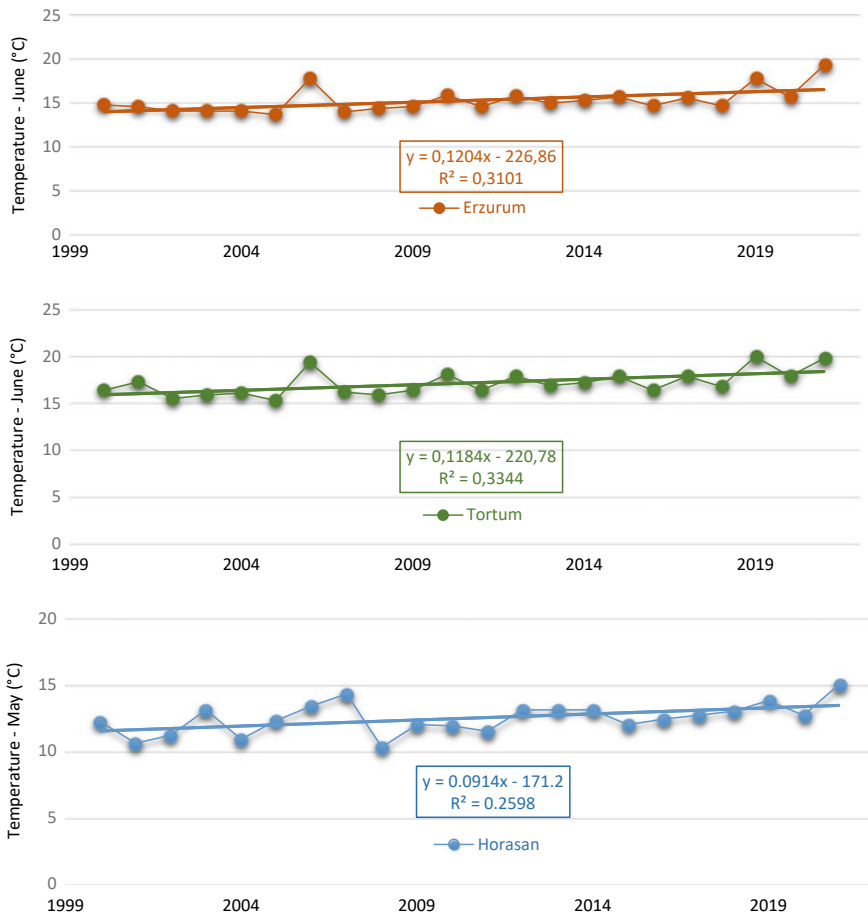 Temperature - June (°C)
25
20
15
10
5
0
y = 0,1204x - 226,86
R² = 0,3101
Erzurum
1999 2004 2009 2014 2019
Temperature - June (°C)
25
20
15
10
5
0
y = 0,1184x - 220,78
R² = 0,3344
Tortum
1999 2004 2009 2014 2019
Temperature - May (°C)
20
15
10
5
0
y = 0.0914x - 171.2
R² = 0.2598
Horasan
1999 2004 2009 2014 2019